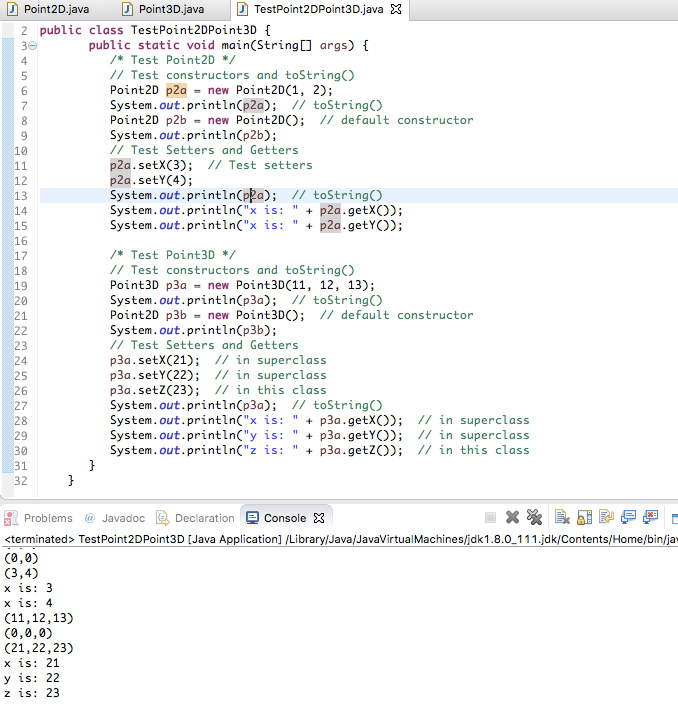 Point2D.java Point3D.java TestPoint2DPoint3D.java
2 public class TestPoint2DPoint3D {
3 public static void main(String[] args) {
4 /* Test Point2D */
5 // Test constructors and toString()
6 Point2D p2a = new Point2D(1, 2);
7 System.out.println(p2a); // toString()
8 Point2D p2b = new Point2D(); // default constructor
9 System.out.println(p2b);
10 // Test Setters and Getters
11 p2a.setX(3); // Test setters
12 p2a.setY(4);
13 System.out.println(p2a); // toString()
14 System.out.println("x is: " + p2a.getX());
15 System.out.println("x is: " + p2a.getY());
16
17 /* Test Point3D */
18 // Test constructors and toString()
19 Point3D p3a = new Point3D(11, 12, 13);
20 System.out.println(p3a); // toString()
21 Point2D p3b = new Point3D(); // default constructor
22 System.out.println(p3b);
23 // Test Setters and Getters
24 p3a.setX(21); // in superclass
25 p3a.setY(22); // in superclass
26 p3a.setZ(23); // in this class
27 System.out.println(p3a); // toString()
28 System.out.println("x is: " + p3a.getX()); // in superclass
29 System.out.println("y is: " + p3a.getY()); // in superclass
30 System.out.println("z is: " + p3a.getZ()); // in this class
31 }
32 }
Problems @ Javadoc Declaration Console
<terminated> TestPoint2DPoint3D [Java Application] /Library/Java/JavaVirtualMachines/jdk1.8.0_111.jdk/Contents/Home/bin/jav
(0,0)
(3,4)
x is: 3
x is: 4
(11,12,13)
(0,0,0)
(21,22,23)
x is: 21
y is: 22
z is: 23